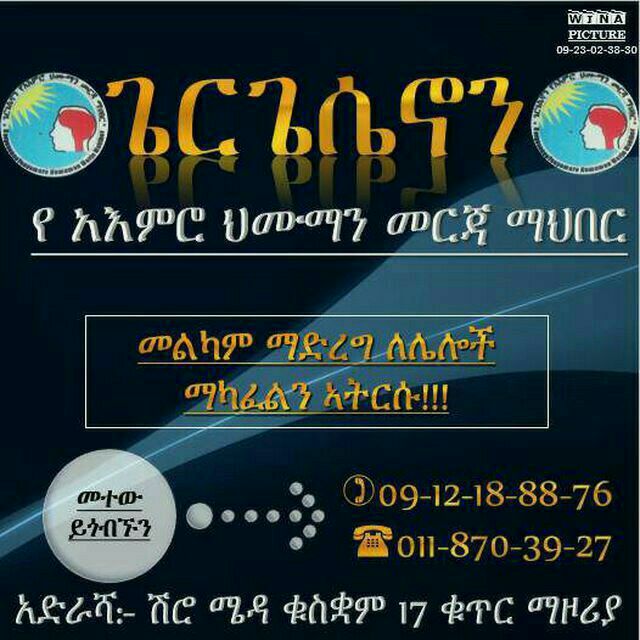 WINA
PICTURE
09-23-02-38-30
ጌርጌሴኖን
የ አእምሮ ህሙማን መርጃ ማህበር
መልካም ማድረግ ለሌሎች
ማካፈልን ኣትርሱ!!!
መተው
ይጎብኙን
09-12-18-88-76
011-870-39-27
አድራሻ:- ሽሮ ሜዳ ቁስቋም 17 ቁጥር ማዞሪያ